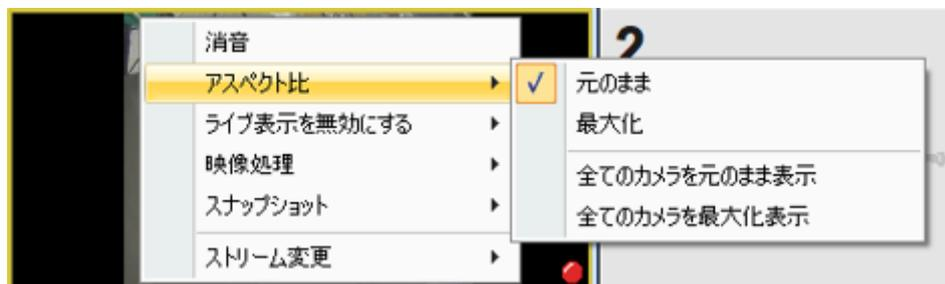 消音
アスペクト比
ライブ表示を無効にする
映像処理
スナップショット
ストリーム変更
2
元のまま
最大化
全てのカメラを元のまま表示
全てのカメラを最大化表示